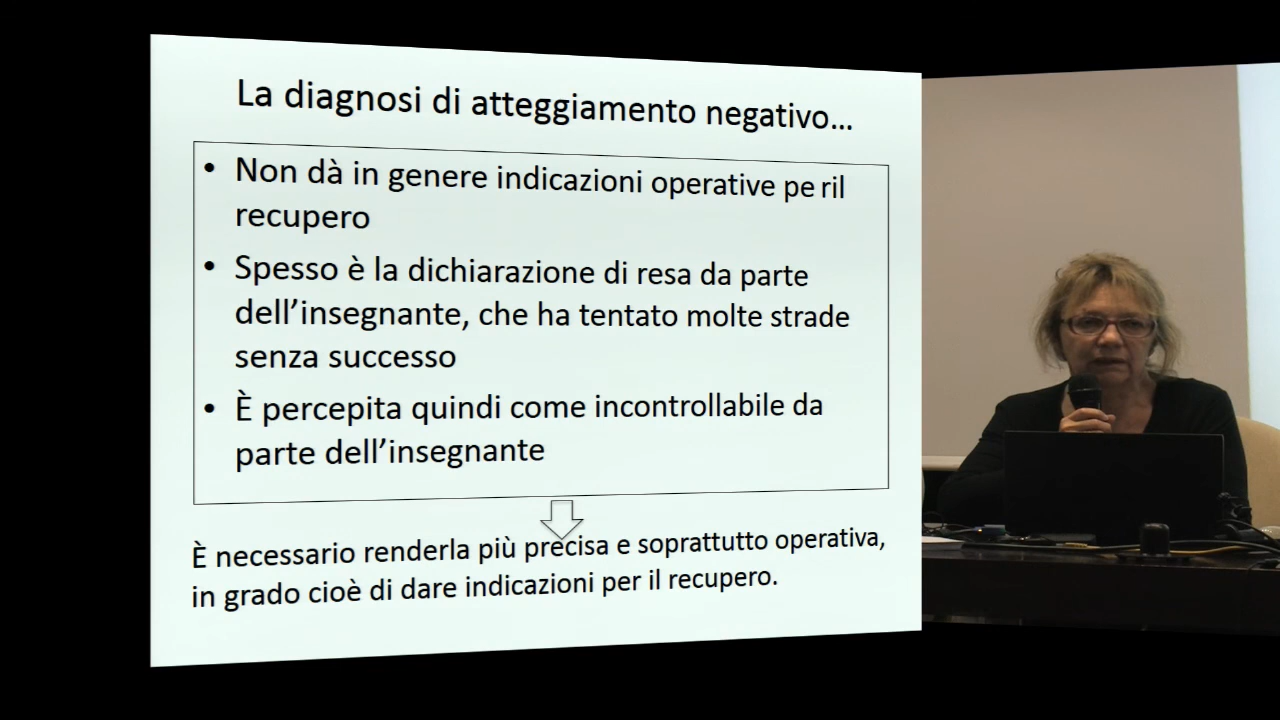 La diagnosi di atteggiamento negativo...
• Non dà in genere indicazioni operative pe ril
recupero
• Spesso è la dichiarazione di resa da parte
dell’insegnante, che ha tentato molte strade
senza successo
• È percepita quindi come incontrollabile da
parte dell’insegnante
È necessario renderla più precisa e soprattutto operativa,
in grado cioè di dare indicazioni per il recupero.